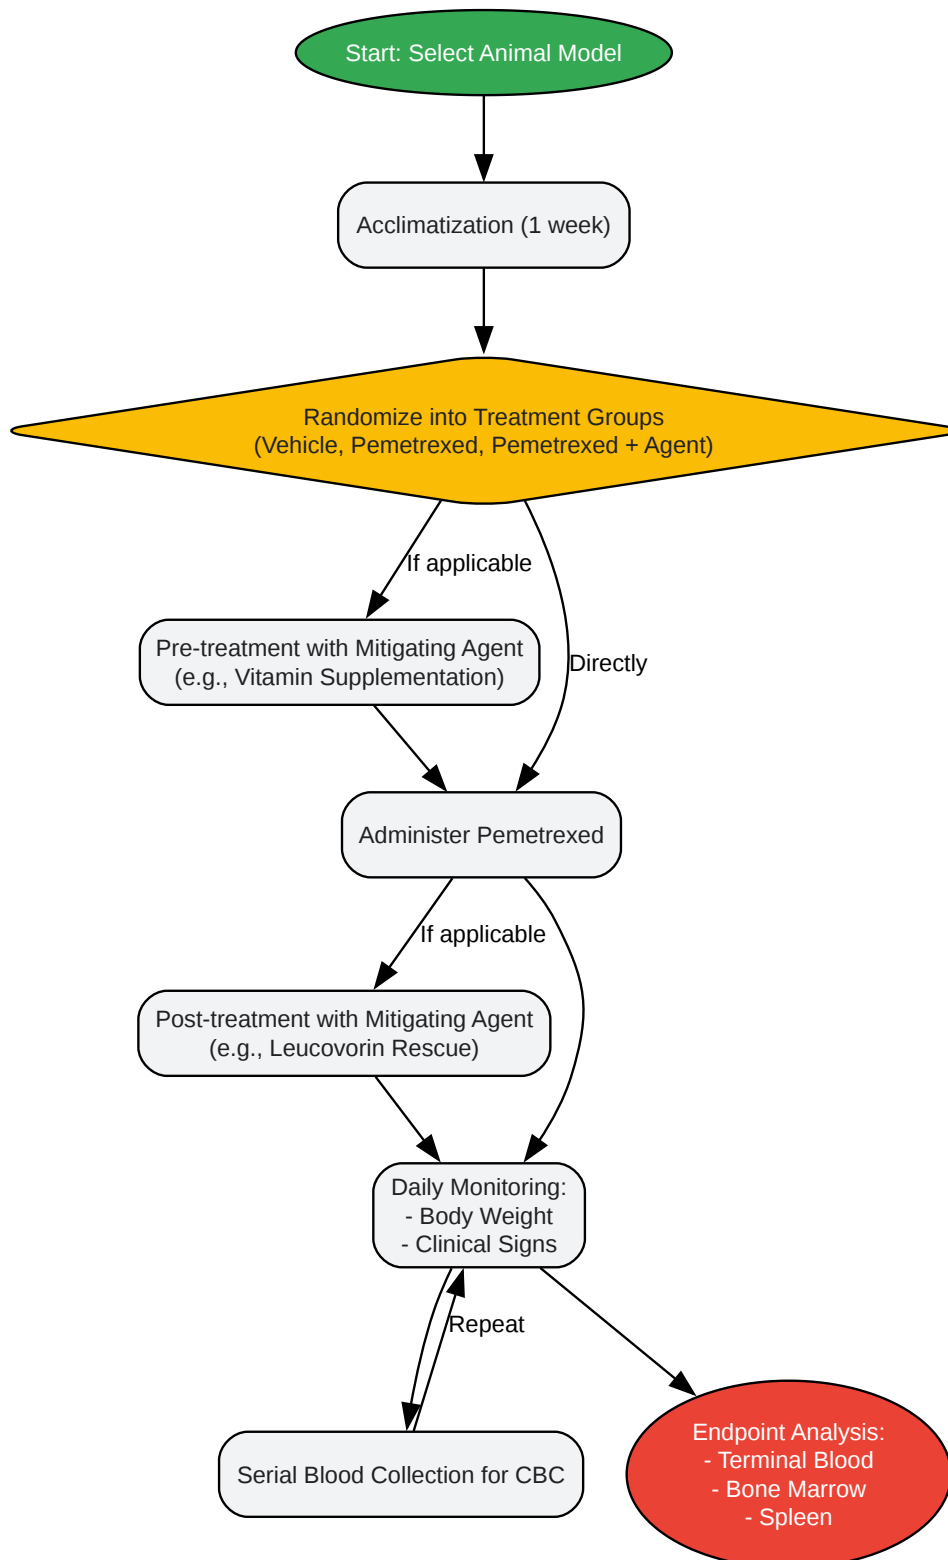 Start: Select Animal Model
Acclimatization (1 week)
Randomize into Treatment Groups
(Vehicle, Pemetrexed, Pemetrexed + Agent)
If applicable
Pre-treatment with Mitigating Agent
(e.g., Vitamin Supplementation)
Directly
Administer Pemetrexed
If applicable
Post-treatment with Mitigating Agent
(e.g., Leucovorin Rescue)
Daily Monitoring:
- Body Weight
- Clinical Signs
Repeat
Serial Blood Collection for CBC
Endpoint Analysis:
- Terminal Blood
- Bone Marrow
- Spleen